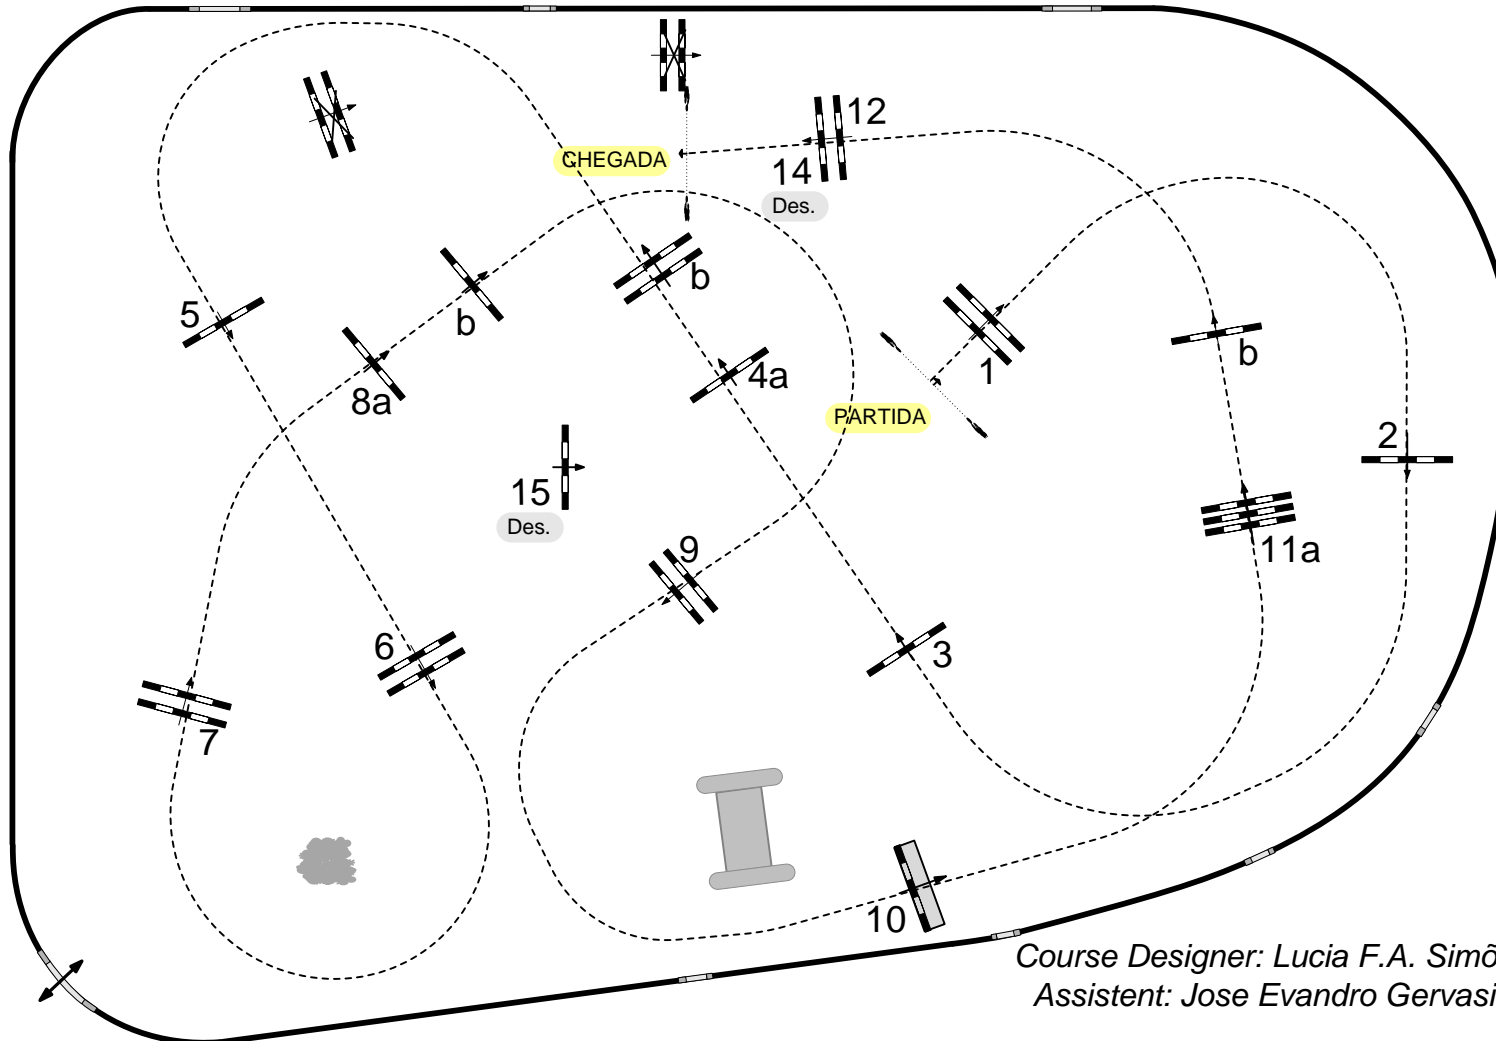 12
CHEGADA
14
Des.
b
5
b
b
1
8a
4a
PARTIDA
2
15
Des.
9
11a
6
3
7
10
Course Designer: Lucia F.A. Simõ
Assistent: Jose Evandro Gervasi